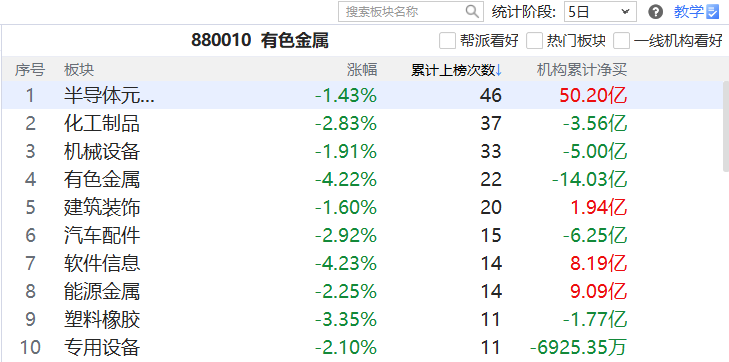 搜索板块名称 统计阶段: 5日 ? 教学
880010 有色金属 帮派看好 热门板块 一线机构看好
序号 板块 涨幅 累计上榜次数↓ 机构累计净买
1 半导体元... -1.43% 46 50.20亿
2 化工制品 -2.83% 37 -3.56亿
3 机械设备 -1.91% 33 -5.00亿
4 有色金属 -4.22% 22 -14.03亿
5 建筑装饰 -1.60% 20 1.94亿
6 汽车配件 -2.92% 15 -6.25亿
7 软件信息 -4.23% 14 8.19亿
8 能源金属 -2.25% 14 9.09亿
9 塑料橡胶 -3.35% 11 -1.77亿
10 专用设备 -2.10% 11 -6925.35万